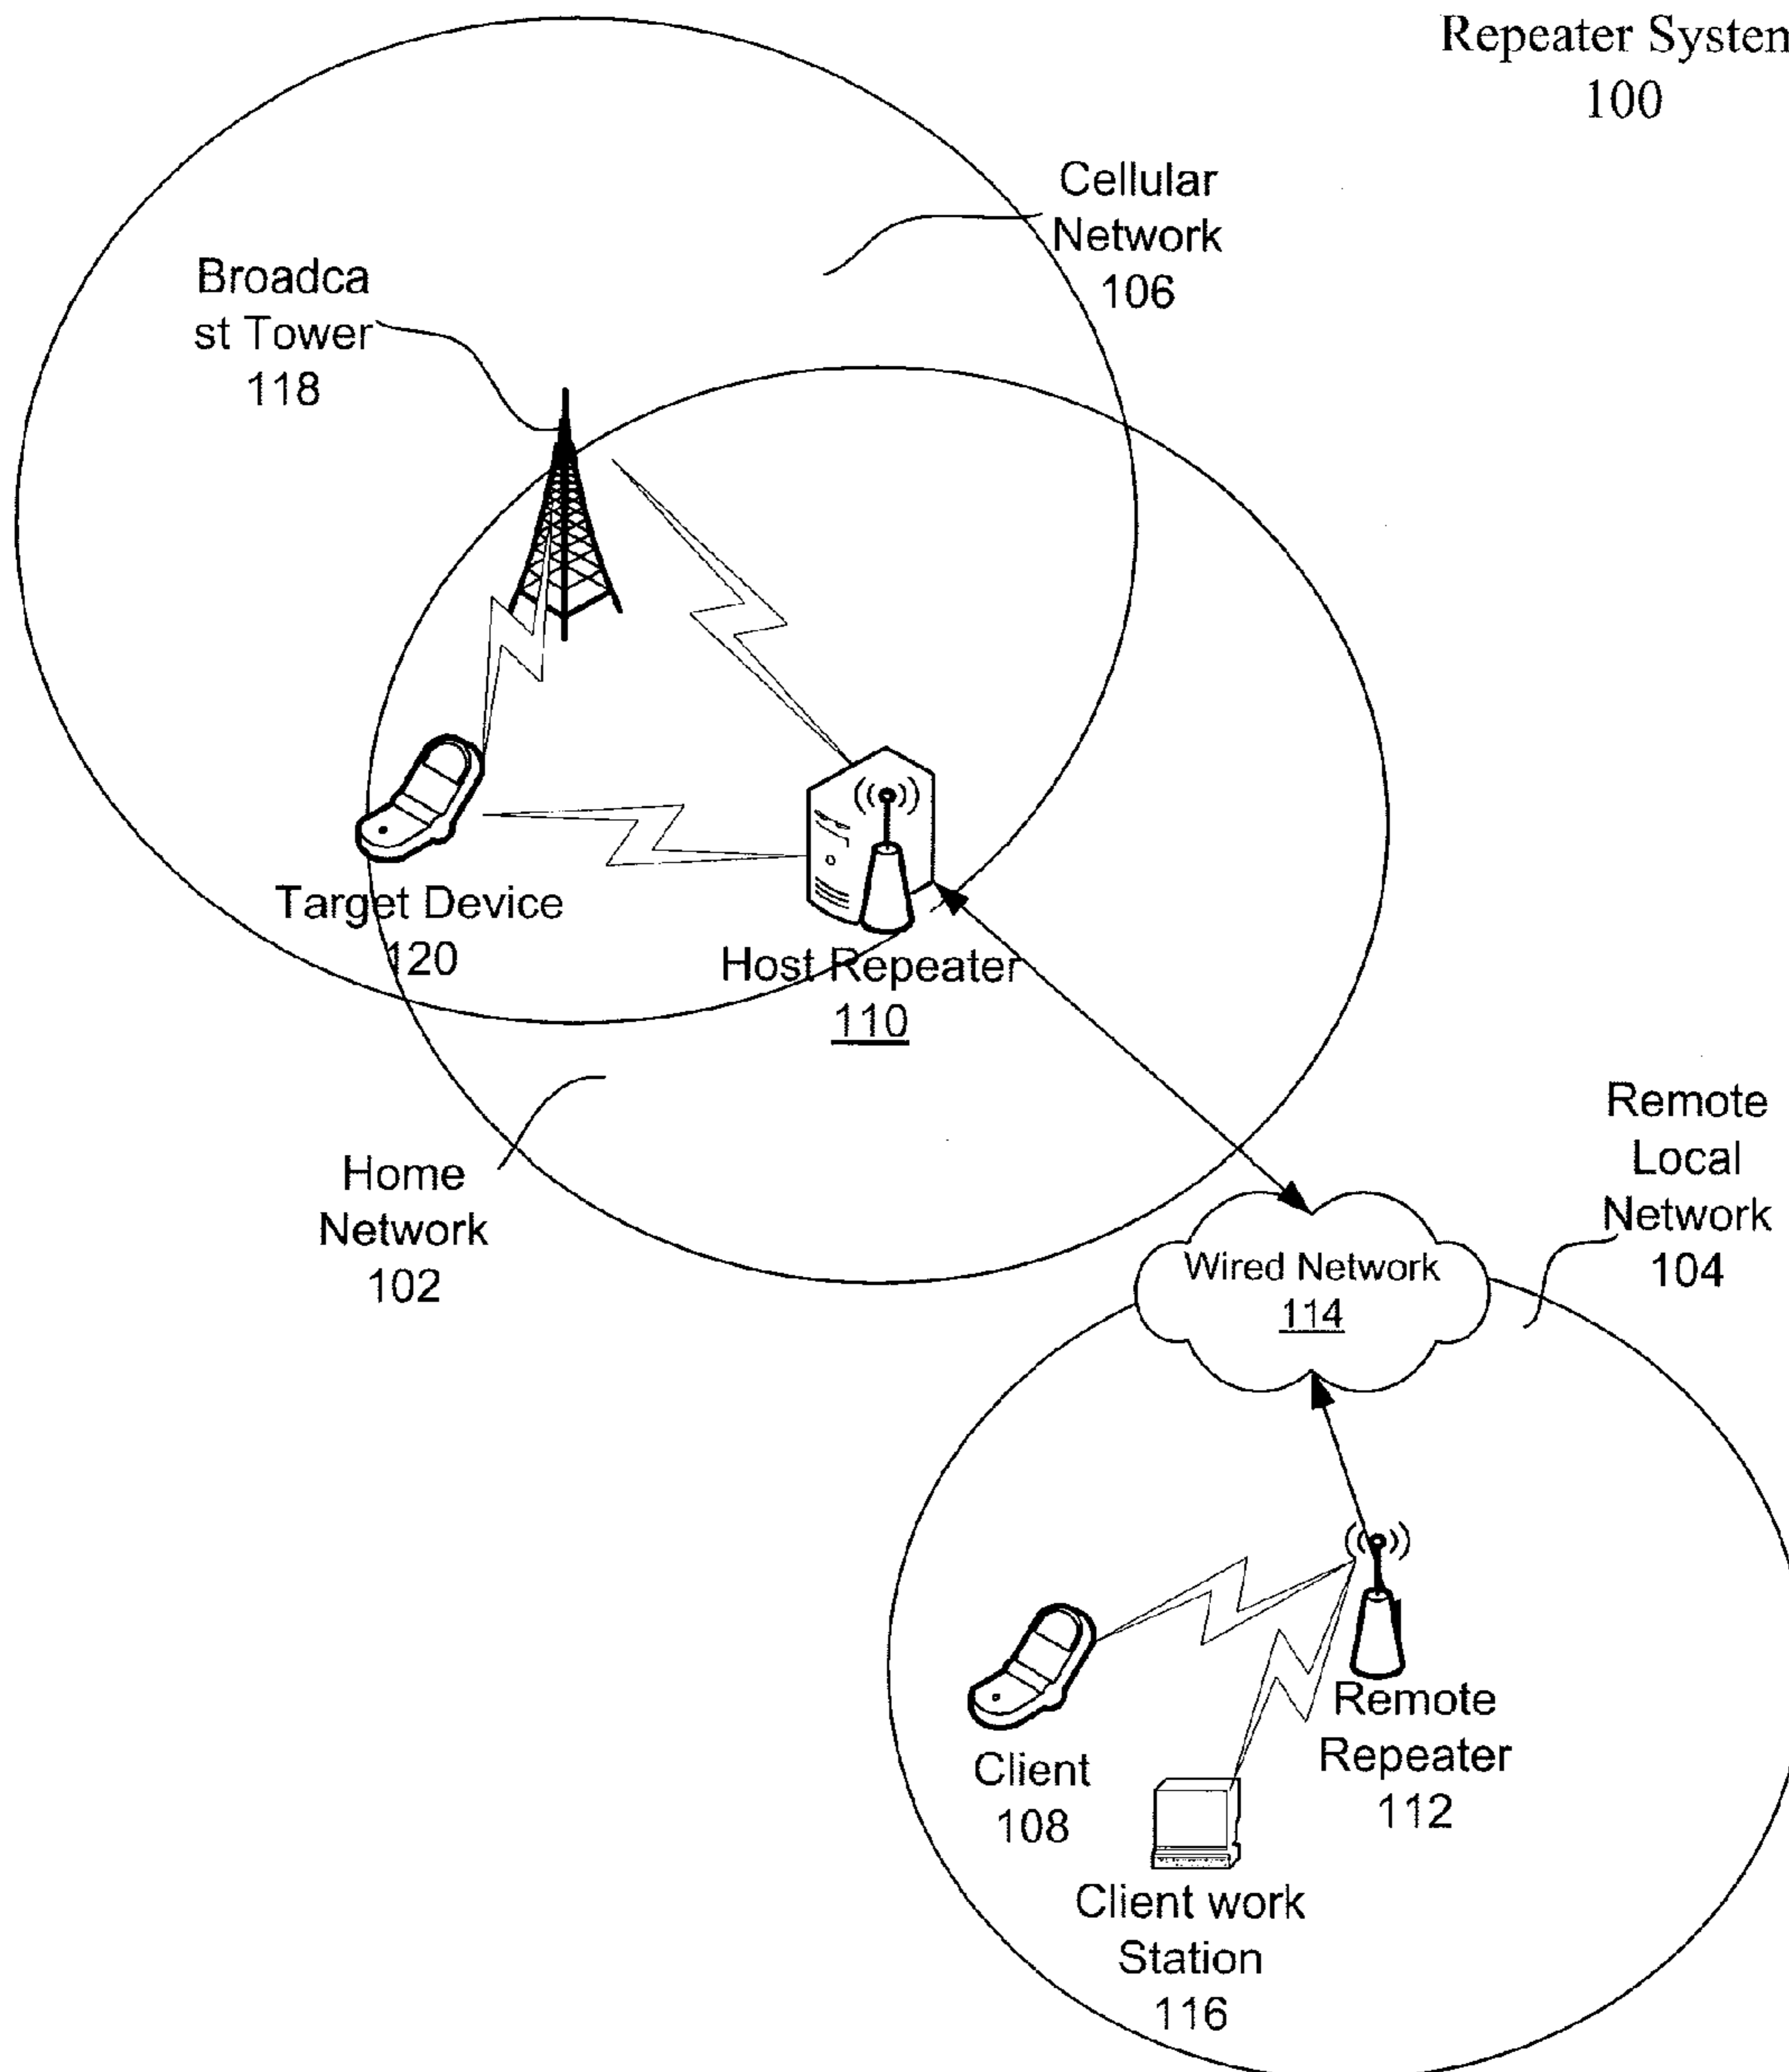 Repeater System
100
Cellular
Network
106
Broadca
st Tower
118
Target Device
120
Host Repeater
110
Home
Network
102
Remote
Local
Network
104
Wired Network
114
Remote
Repeater
112
Client
108
Client work
Station
116